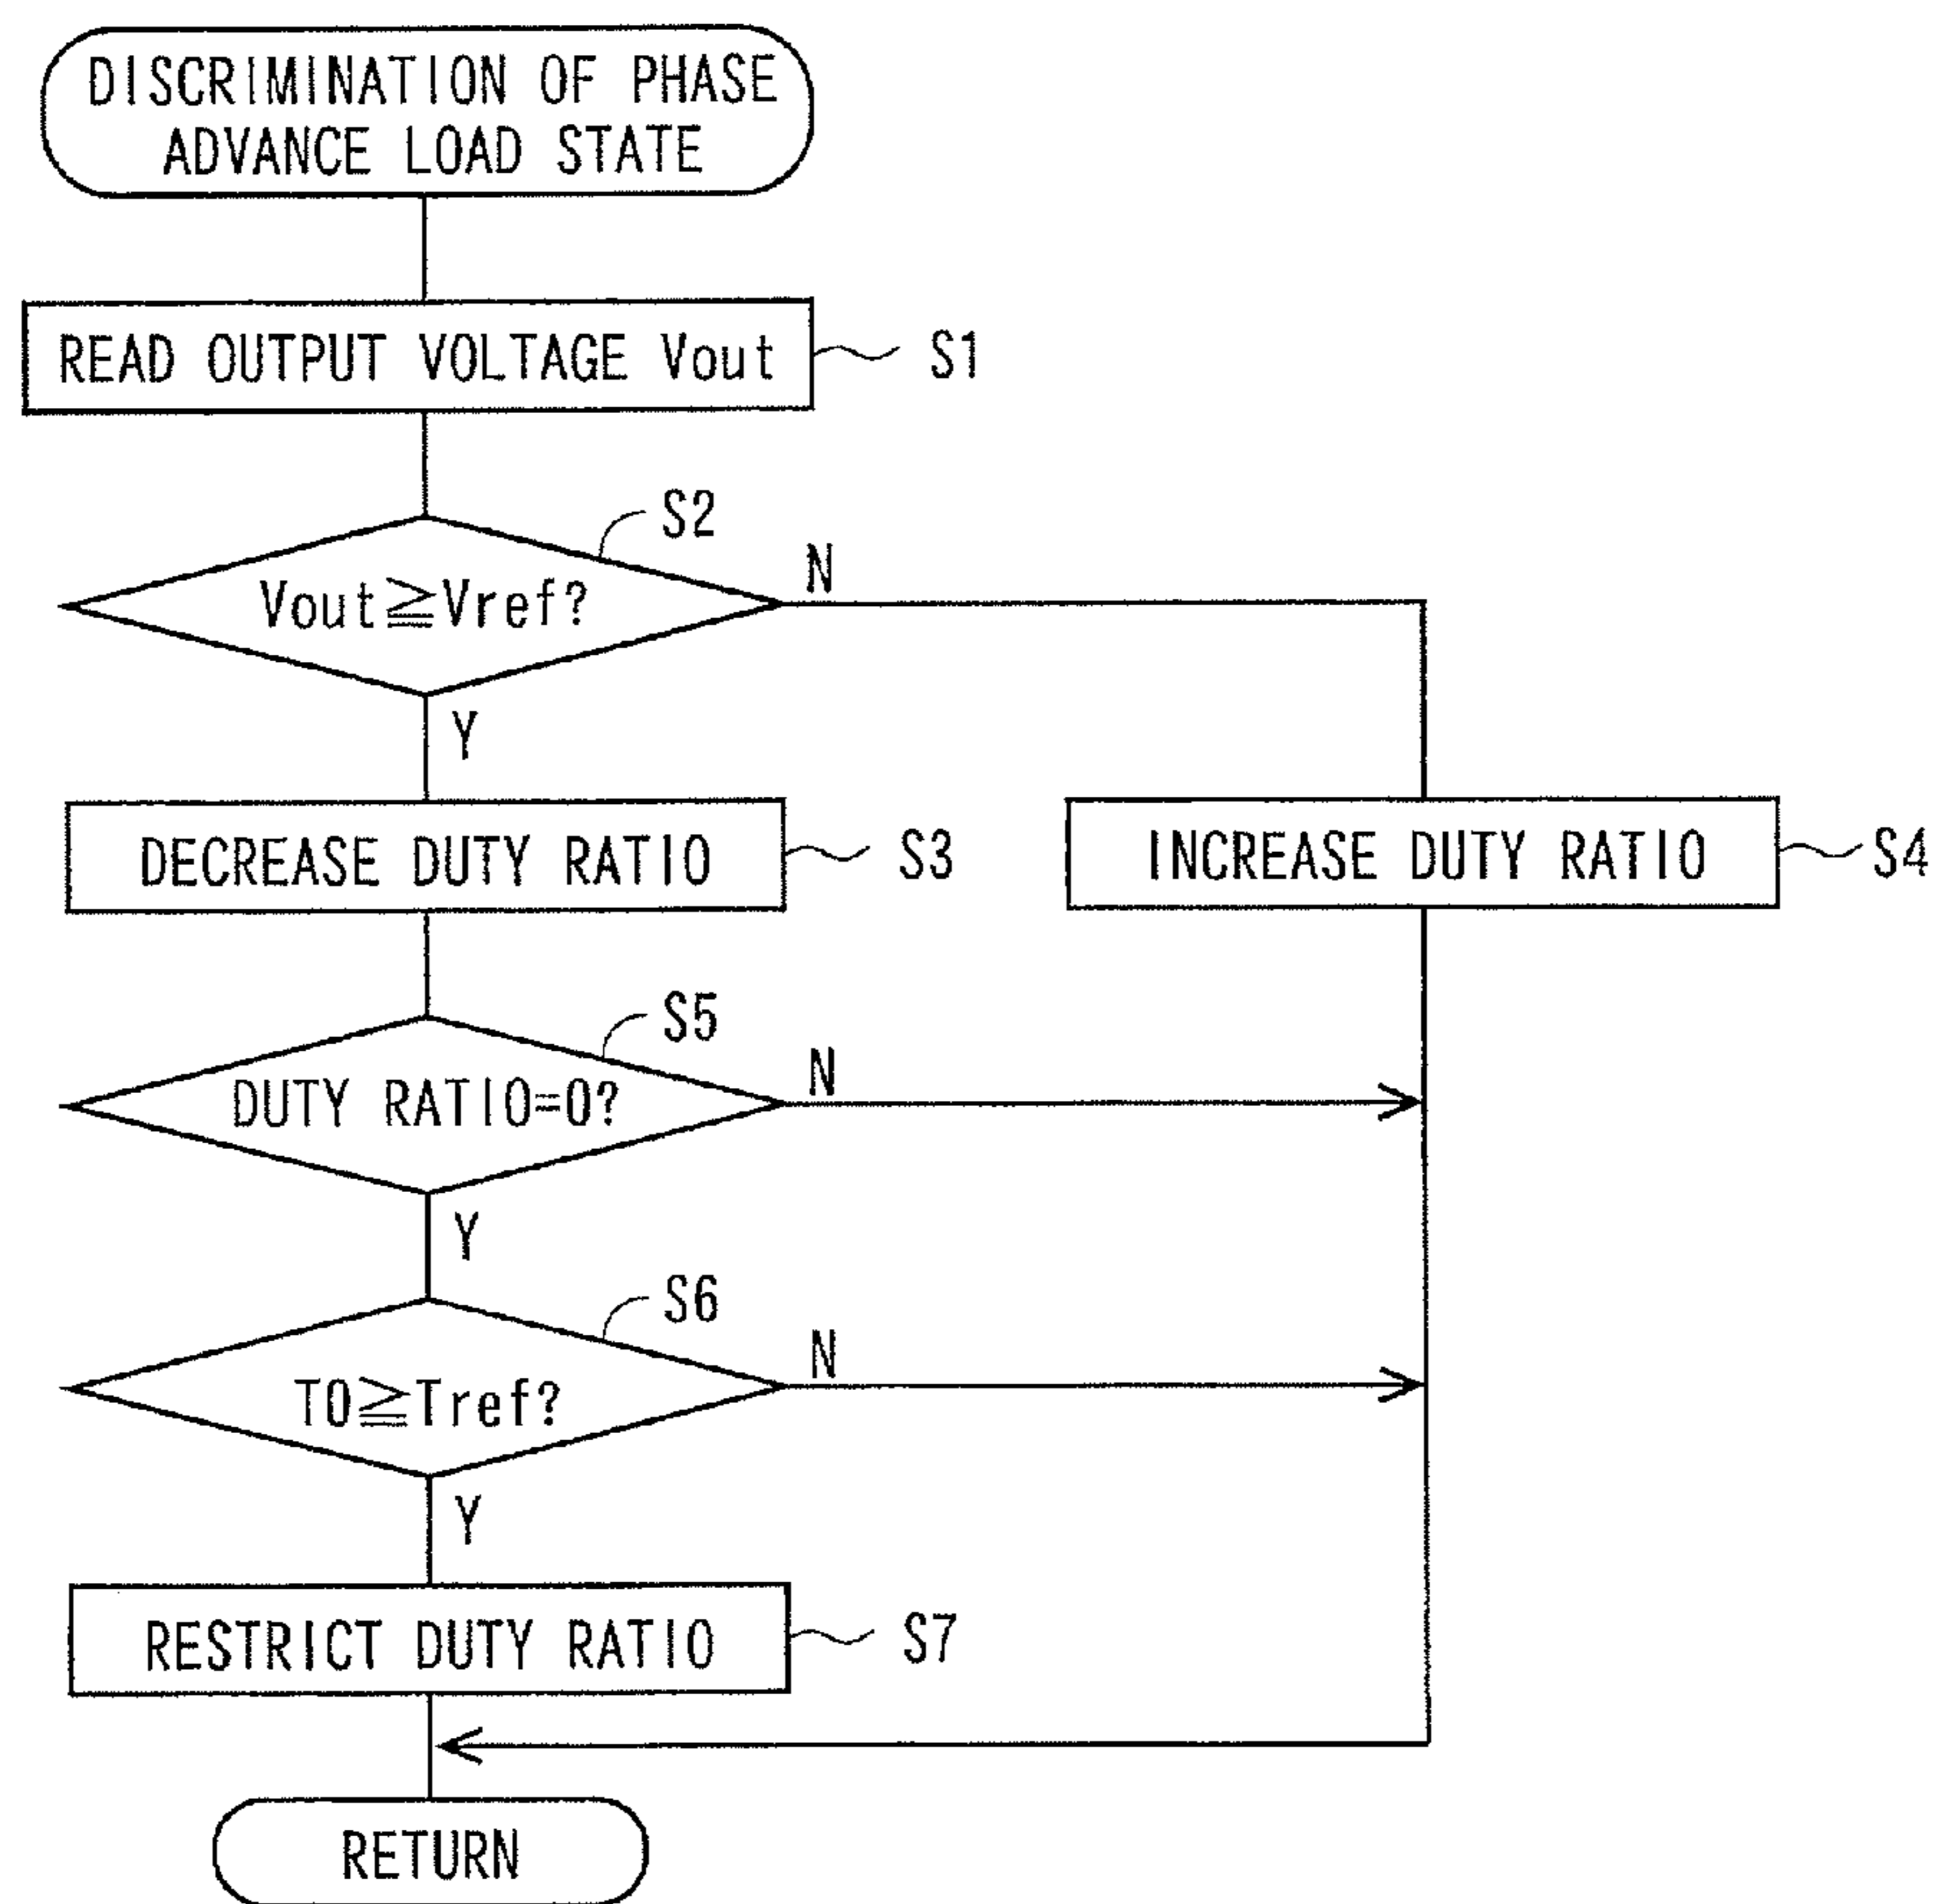 DISCRIMINATION OF PHASE
ADVANCE LOAD STATE
READ OUTPUT VOLTAGE Vout
S1
S2
Vout≧Vref?
N
Y
DECREASE DUTY RATIO
S3
INCREASE DUTY RATIO
S4
S5
DUTY RATIO=0?
N
Y
S6
T0≧Tref?
N
Y
RESTRICT DUTY RATIO
S7
RETURN